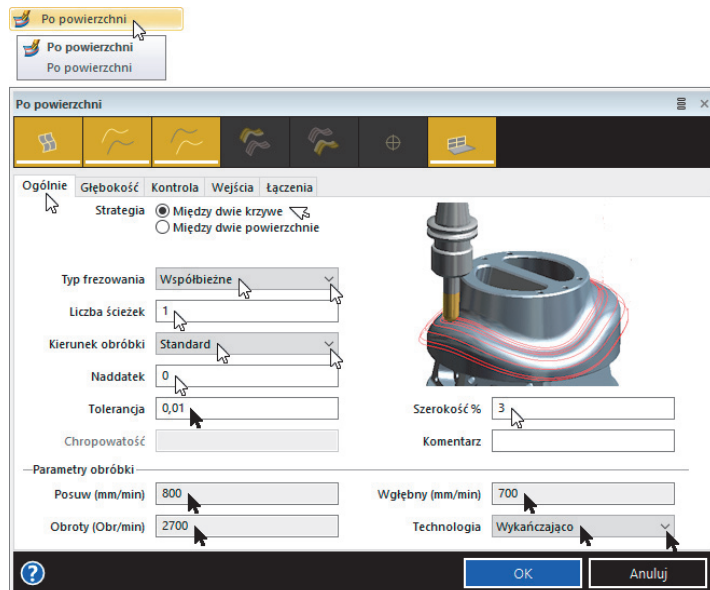 Po powierzchni
Po powierzchni
Po powierzchni
Po powierzchni
Ogólnie Głębokość Kontrola Wejścia Łączenia
Strategia Między dwie krzywe
Między dwie powierzchnie
Typ frezowania Współbieżne
Liczba ścieżek 1
Kierunek obróbki Standard
Naddatek 0
Tolerancja 0,01 Szerokość % 3
Chropowatość Komentarz
Parametry obróbki
Posuw (mm/min) 800 Wgłębny (mm/min) 700
Obroty (Obr/min) 2700 Technologia Wykańczająco
? OK Anuluj